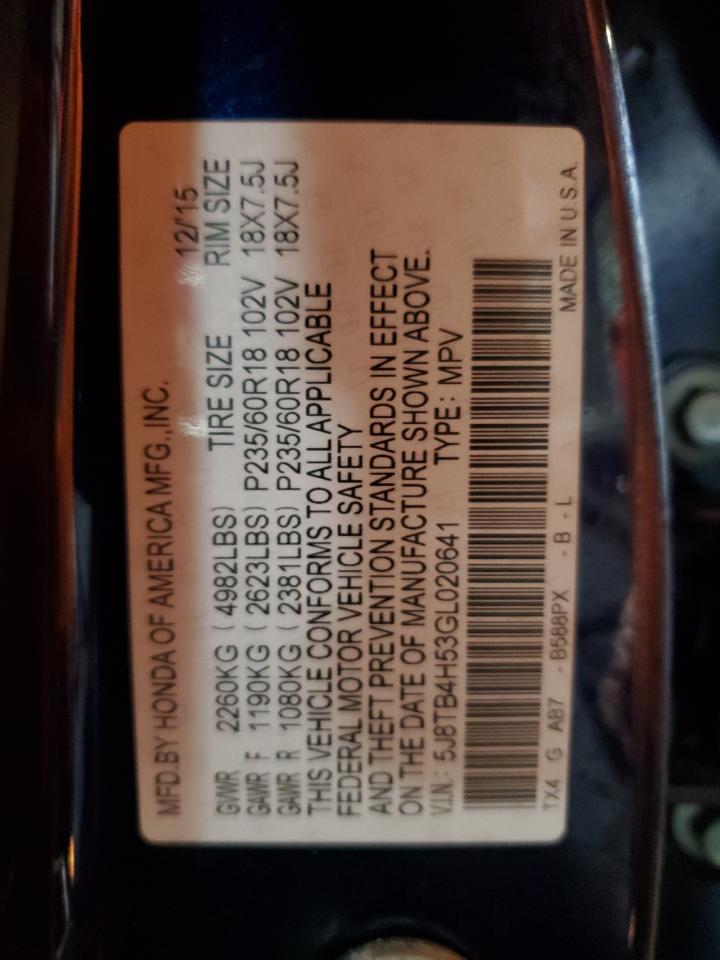 MFD.BY HONDA OF AMERICA MFG.,INC. 12/'15
GVWR 2260KG ( 4982LBS) TIRE SIZE RIM SIZE
GAWR F 1190KG ( 2623LBS) P235/60R18 102V 18X7.5J
GAWR R 1080KG ( 2381LBS) P235/60R18 102V 18X7.5J
THIS VEHICLE CONFORMS TO ALL APPLICABLE
FEDERAL MOTOR VEHICLE SAFETY
AND THEFT PREVENTION STANDARDS IN EFFECT
ON THE DATE OF MANUFACTURE SHOWN ABOVE.
V.I.N.: 5J8TB4H53GL020641 TYPE: MPV
TX4 G AB7 - B588PX - B - L MADE IN U.S.A.